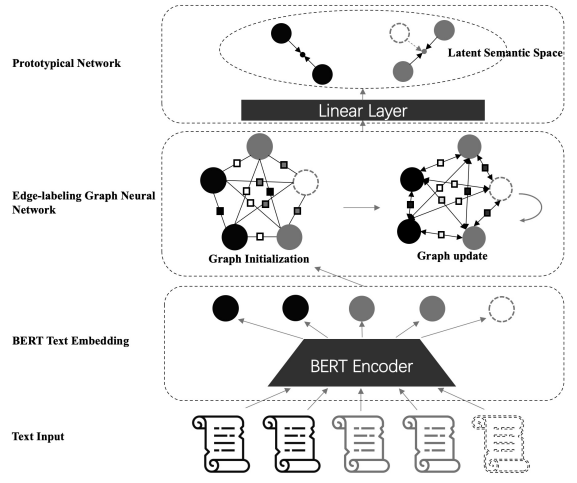 Prototypical Network
Latent Semantic Space
Linear Layer
Edge-labeling Graph Neural
Network
Graph Initialization
Graph update
BERT Text Embedding
BERT Encoder
Text Input